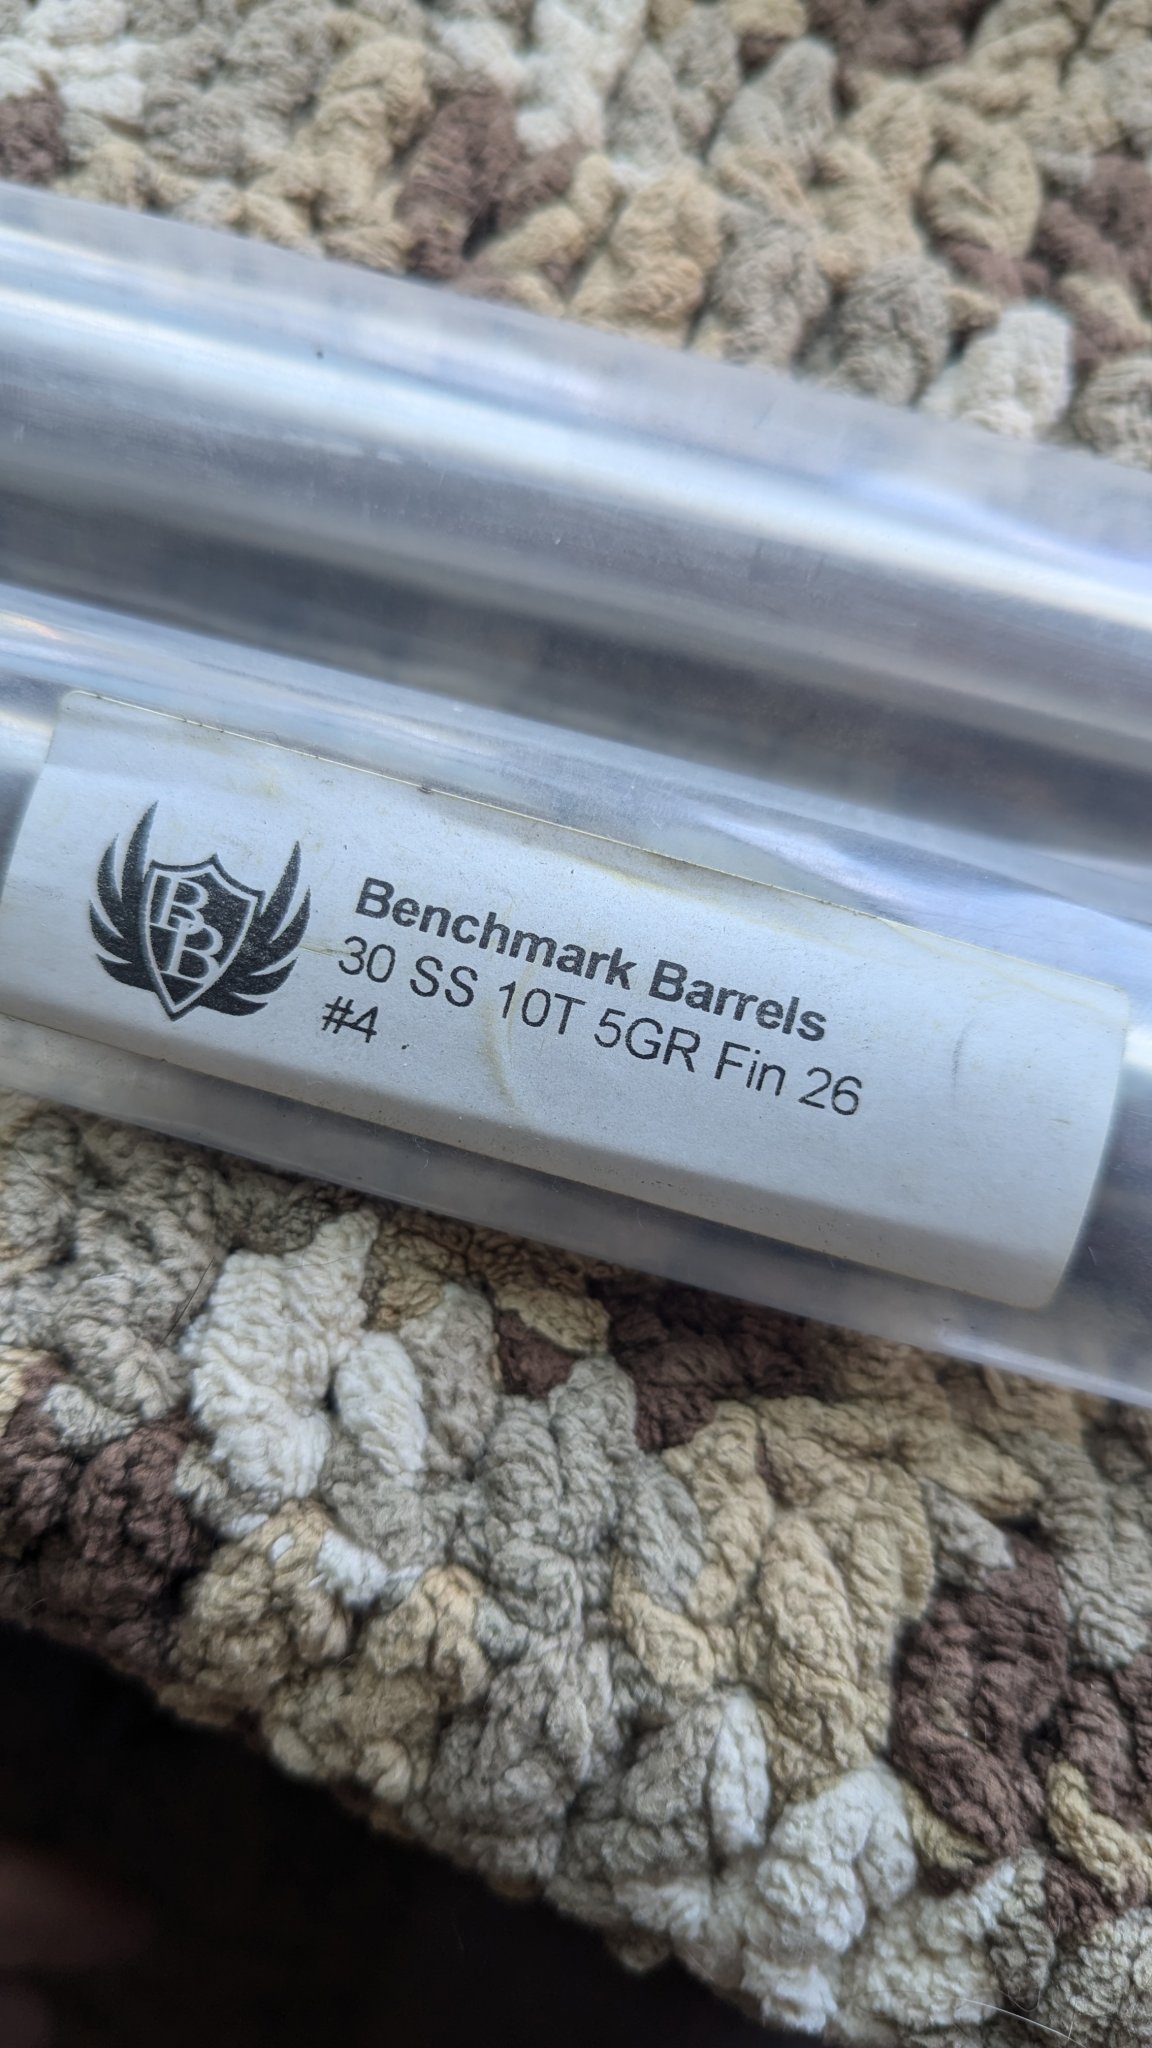 BB
Benchmark Barrels
30 SS 10T 5GR Fin 26
#4